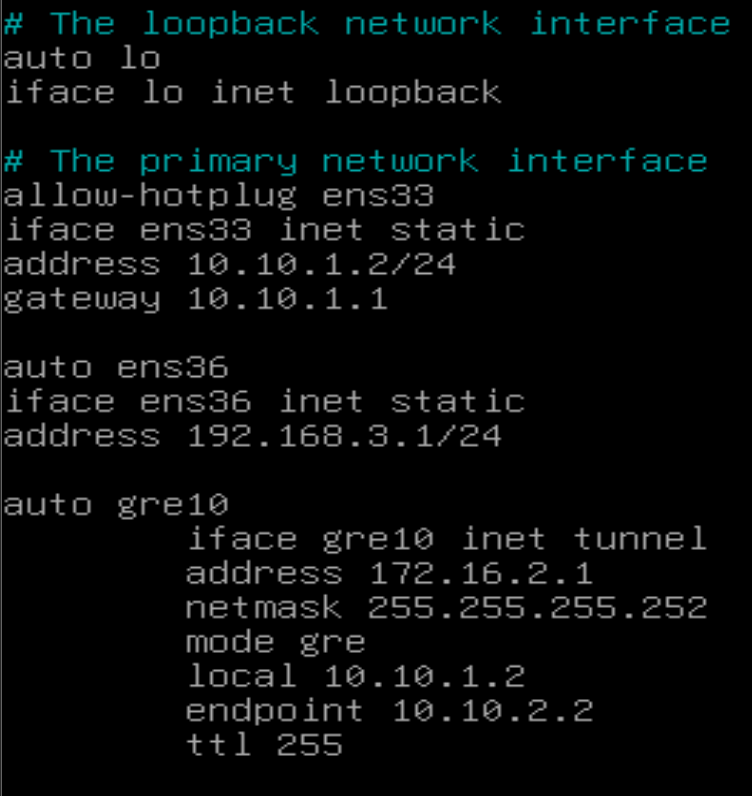 # The loopback network interface
auto lo
iface lo inet loopback
# The primary network interface
allow-hotplug ens33
iface ens33 inet static
address 10.10.1.2/24
gateway 10.10.1.1
auto ens36
iface ens36 inet static
address 192.168.3.1/24
auto gre10
iface gre10 inet tunnel
address 172.16.2.1
netmask 255.255.255.252
mode gre
local 10.10.1.2
endpoint 10.10.2.2
ttl 255